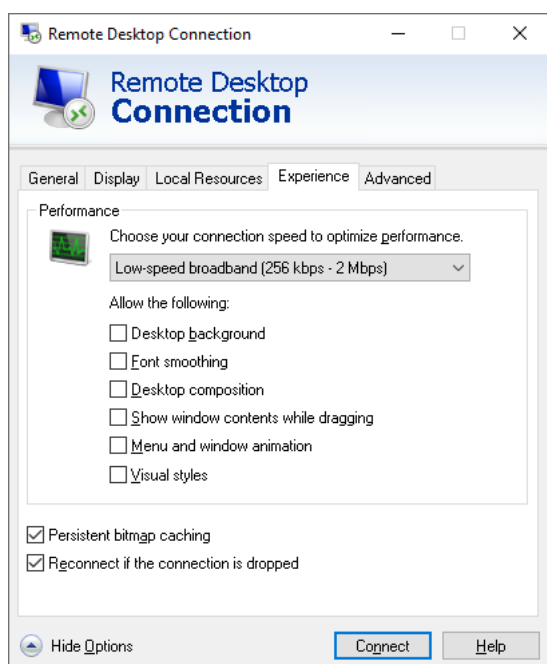 Remote Desktop Connection
Remote Desktop
Connection
General Display Local Resources Experience Advanced
Performance
Choose your connection speed to optimize performance.
Low-speed broadband (256 kbps - 2 Mbps)
Allow the following:
Desktop background
Font smoothing
Desktop composition
Show window contents while dragging
Menu and window animation
Visual styles
Persistent bitmap caching
Reconnect if the connection is dropped
Hide Options Connect Help